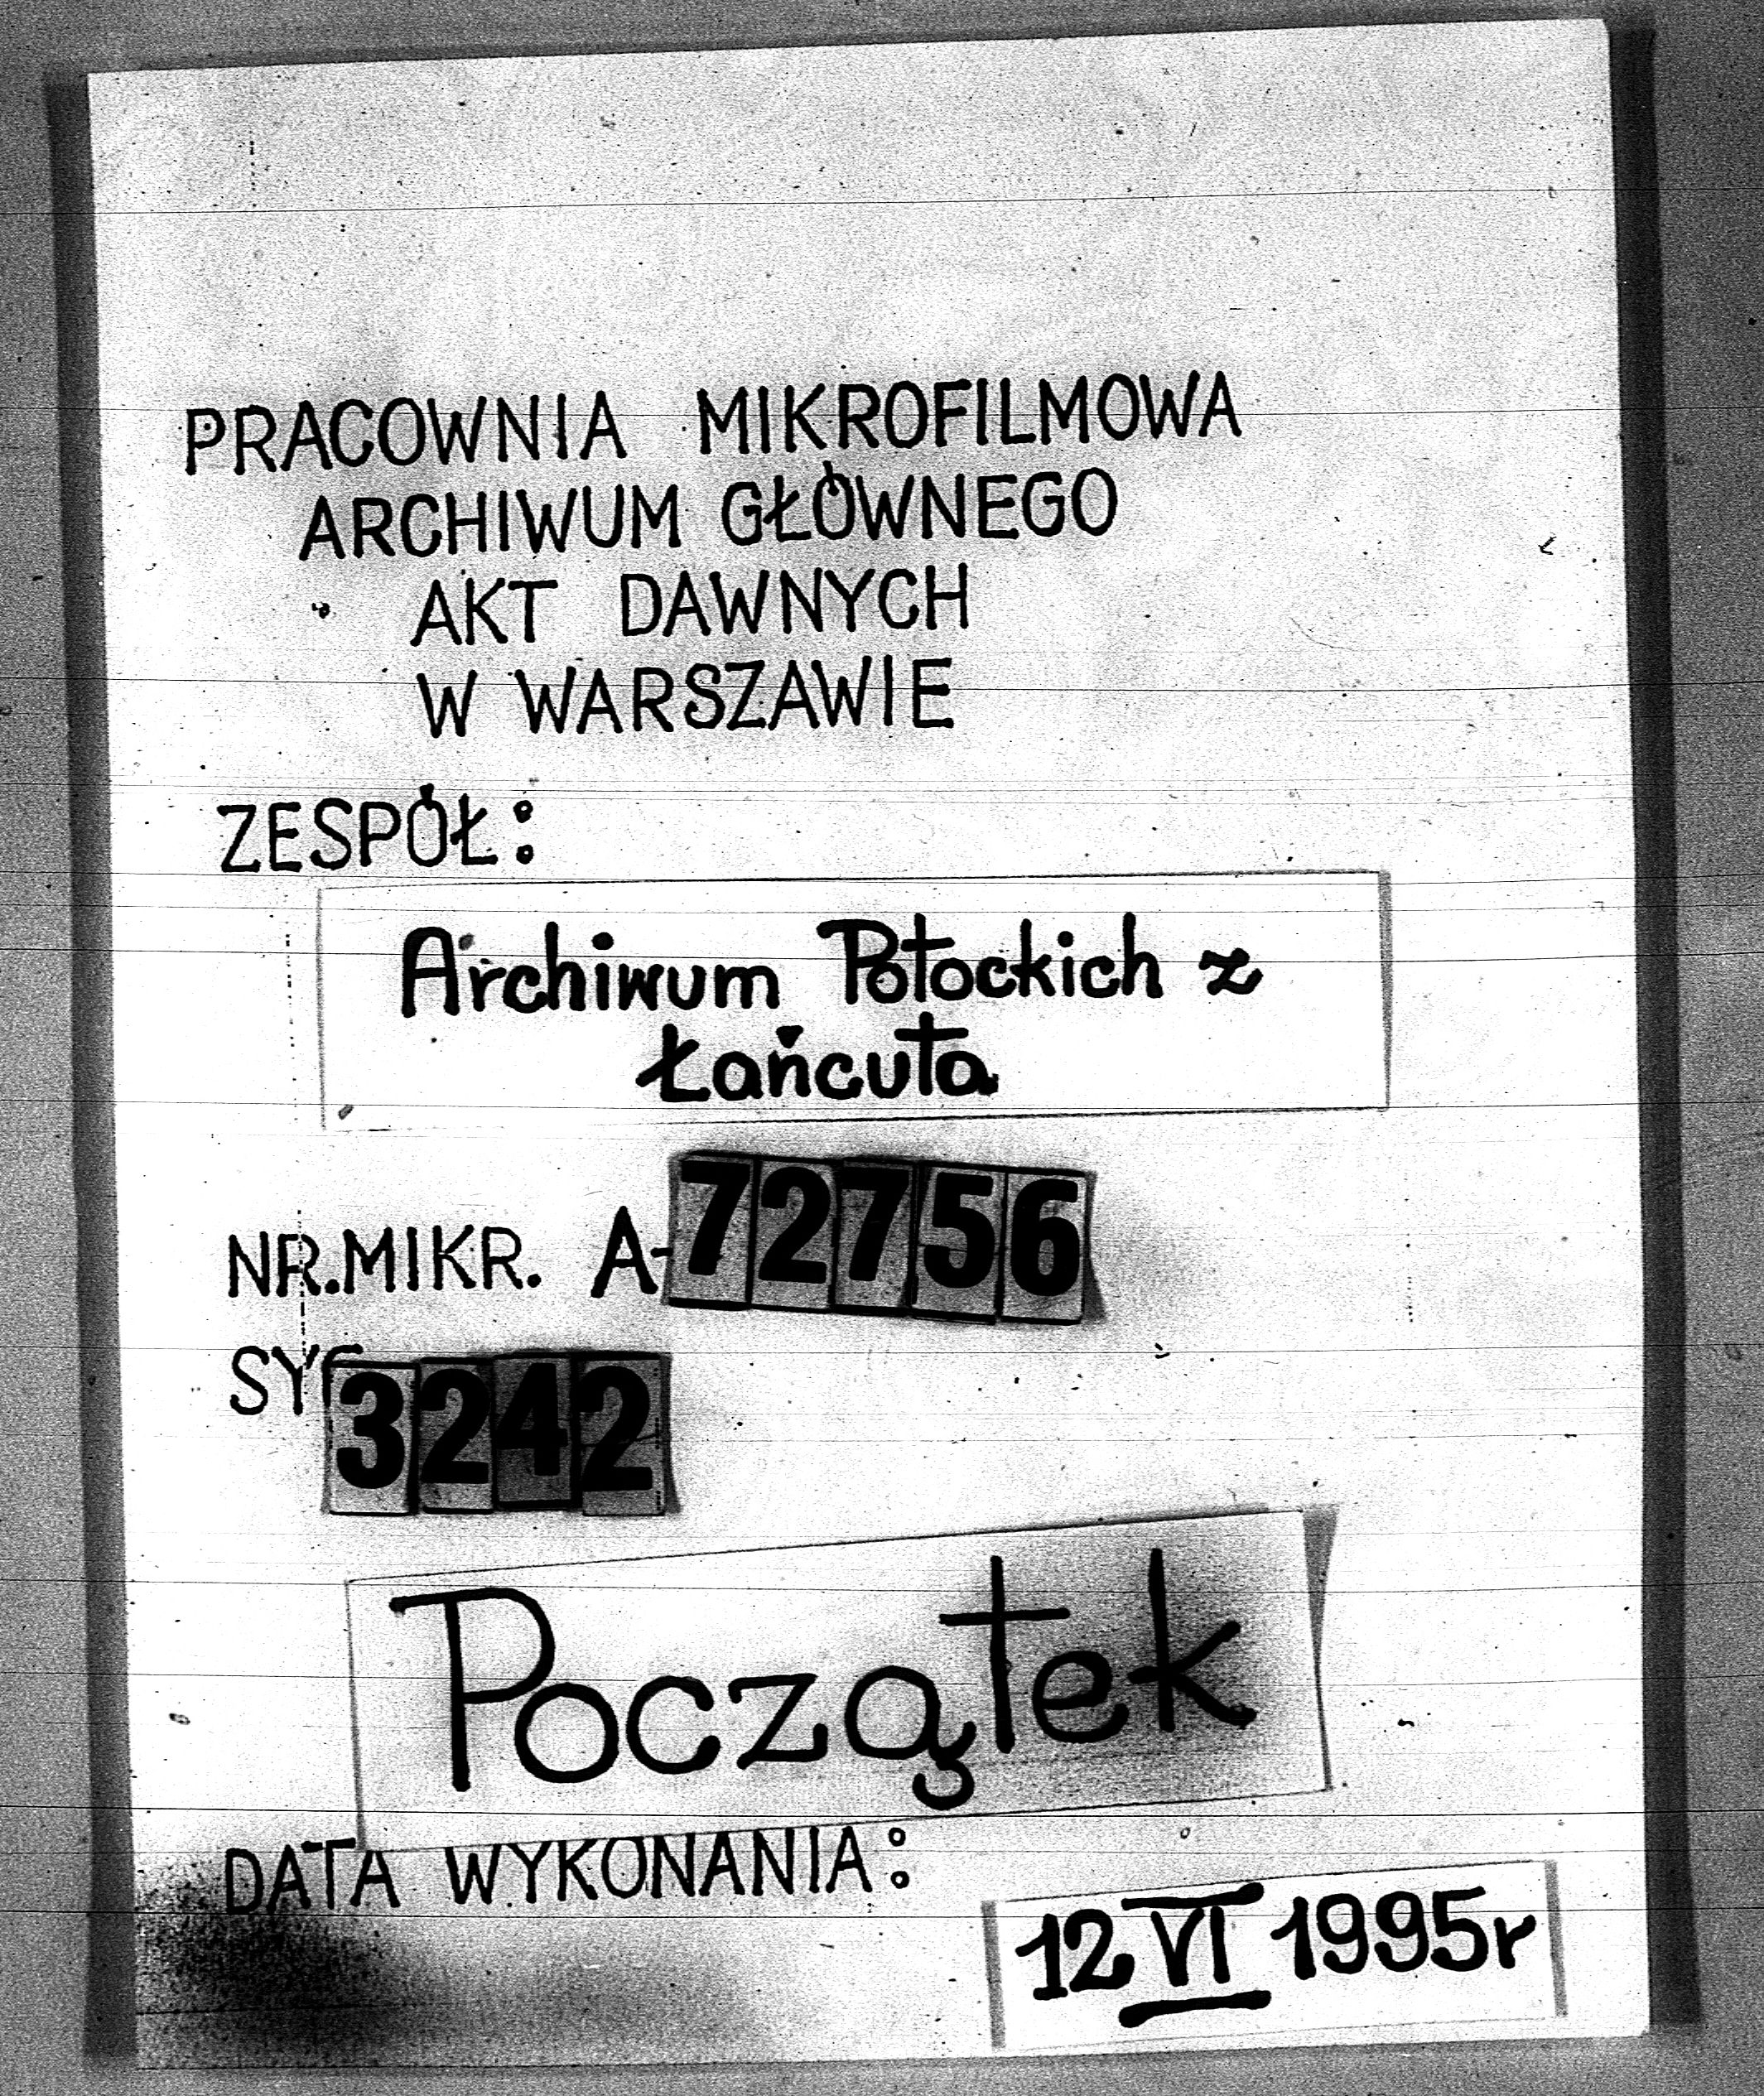 PRACOWNIA MIKROFILMOWA
ARCHIWUM GŁÓWNEGO
AKT DAWNYCH
W WARSZAWIE
ZESPÓŁ:
Archiwum Potockich z
Łańcuta
NR.MIKR. A-72756
SYG 3242
Początek
DATA WYKONANIA:
12 VI 1995r